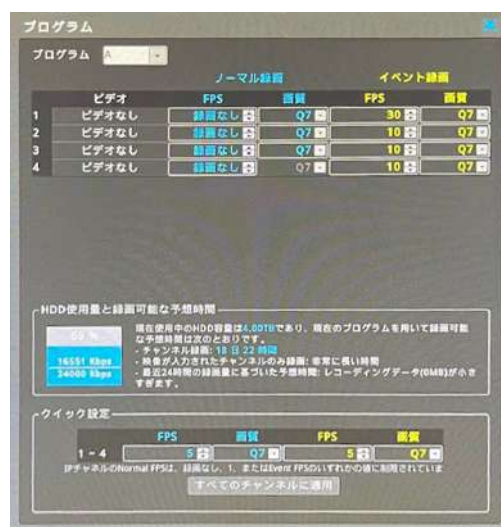 プログラム
プログラム A
ノーマル録画 イベント録画
ビデオ FPS 画質 FPS 画質
1 ビデオなし 録画なし Q7 30 Q7
2 ビデオなし 録画なし Q7 10 Q7
3 ビデオなし 録画なし Q7 10 Q7
4 ビデオなし 録画なし Q7 10 Q7
HDD使用量と録画可能な予想時間
現在使用中のHDD容量は4.00TBであり、現在のプログラムを用いて録画可能
な予想時間は次のとおりです。
- チャンネル録画: 18 日 22 時間
- 映像が入力されたチャンネルのみ録画: 非常に長い時間
- 最近24時間の録画量に基づいた予想時間: レコーディングデータ(0MB)が小さ
すぎます。
16551 Kbps
34000 Kbps
クイック設定
FPS 画質 FPS 画質
1 ~ 4 5 Q7 5 Q7
IPチャネルのNormal FPSは、録画なし、1、またはEvent FPSのいずれかの値に制限されていま
すべてのチャンネルに適用